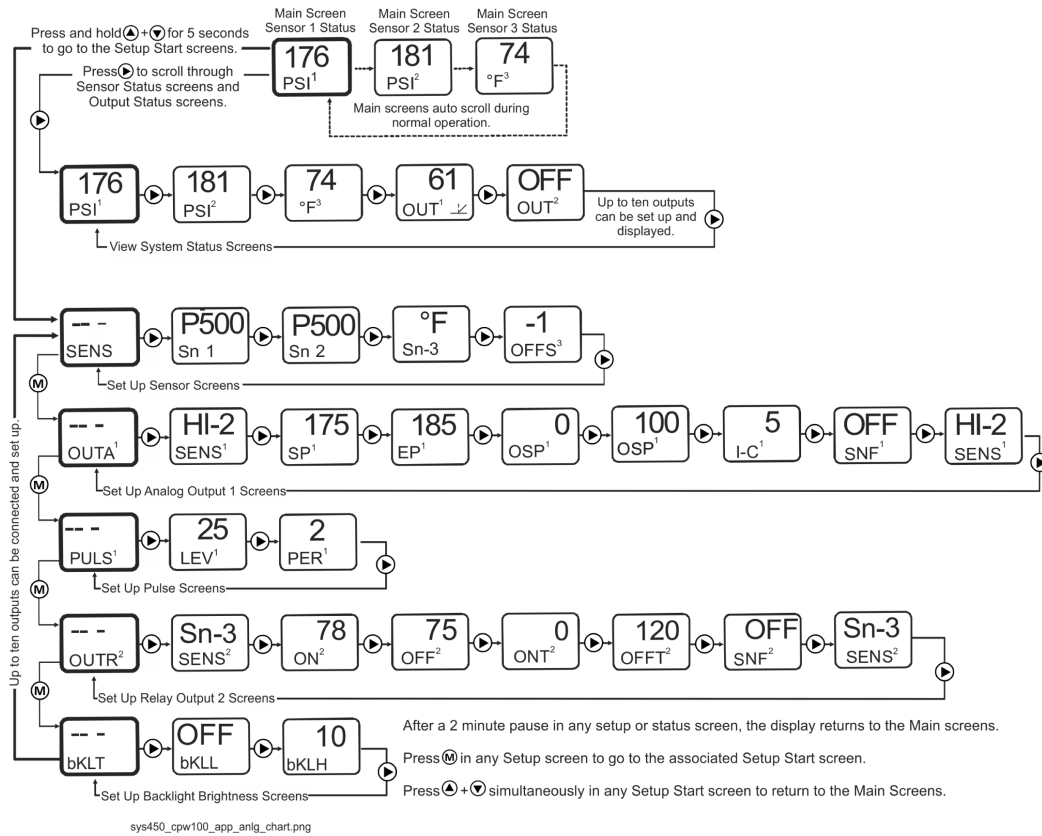 Main Screen Sensor 1 Status
Main Screen Sensor 2 Status
Main Screen Sensor 3 Status
Press and hold ▲+▼ for 5 seconds
to go to the Setup Start screens.
Press ▶ to scroll through
Sensor Status screens and
Output Status screens.
176 PSI¹
181 PSI²
74 °F³
Main screens auto scroll during
normal operation.
176 PSI¹
181 PSI²
74 °F³
61 OUT¹
OFF OUT²
Up to ten outputs
can be set up and
displayed.
View System Status Screens
-- - SENS
P500 Sn 1
P500 Sn 2
°F Sn-3
-1 OFFS³
Set Up Sensor Screens
M
-- - OUTA¹
HI-2 SENS¹
175 SP¹
185 EP¹
0 OSP¹
100 OSP¹
5 I-C¹
OFF SNF¹
HI-2 SENS¹
Set Up Analog Output 1 Screens
M
-- - PULS¹
25 LEV¹
2 PER¹
Set Up Pulse Screens
M
-- - OUTR²
Sn-3 SENS²
78 ON²
75 OFF²
0 ONT²
120 OFFT²
OFF SNF²
Sn-3 SENS²
Set Up Relay Output 2 Screens
M
-- - bKLT
OFF bKLL
10 bKLH
Set Up Backlight Brightness Screens
Up to ten outputs can be connected and set up.
After a 2 minute pause in any setup or status screen, the display returns to the Main screens.
Press M in any Setup screen to go to the associated Setup Start screen.
Press ▲+▼ simultaneously in any Setup Start screen to return to the Main Screens.
sys450_cpw100_app_anlg_chart.png